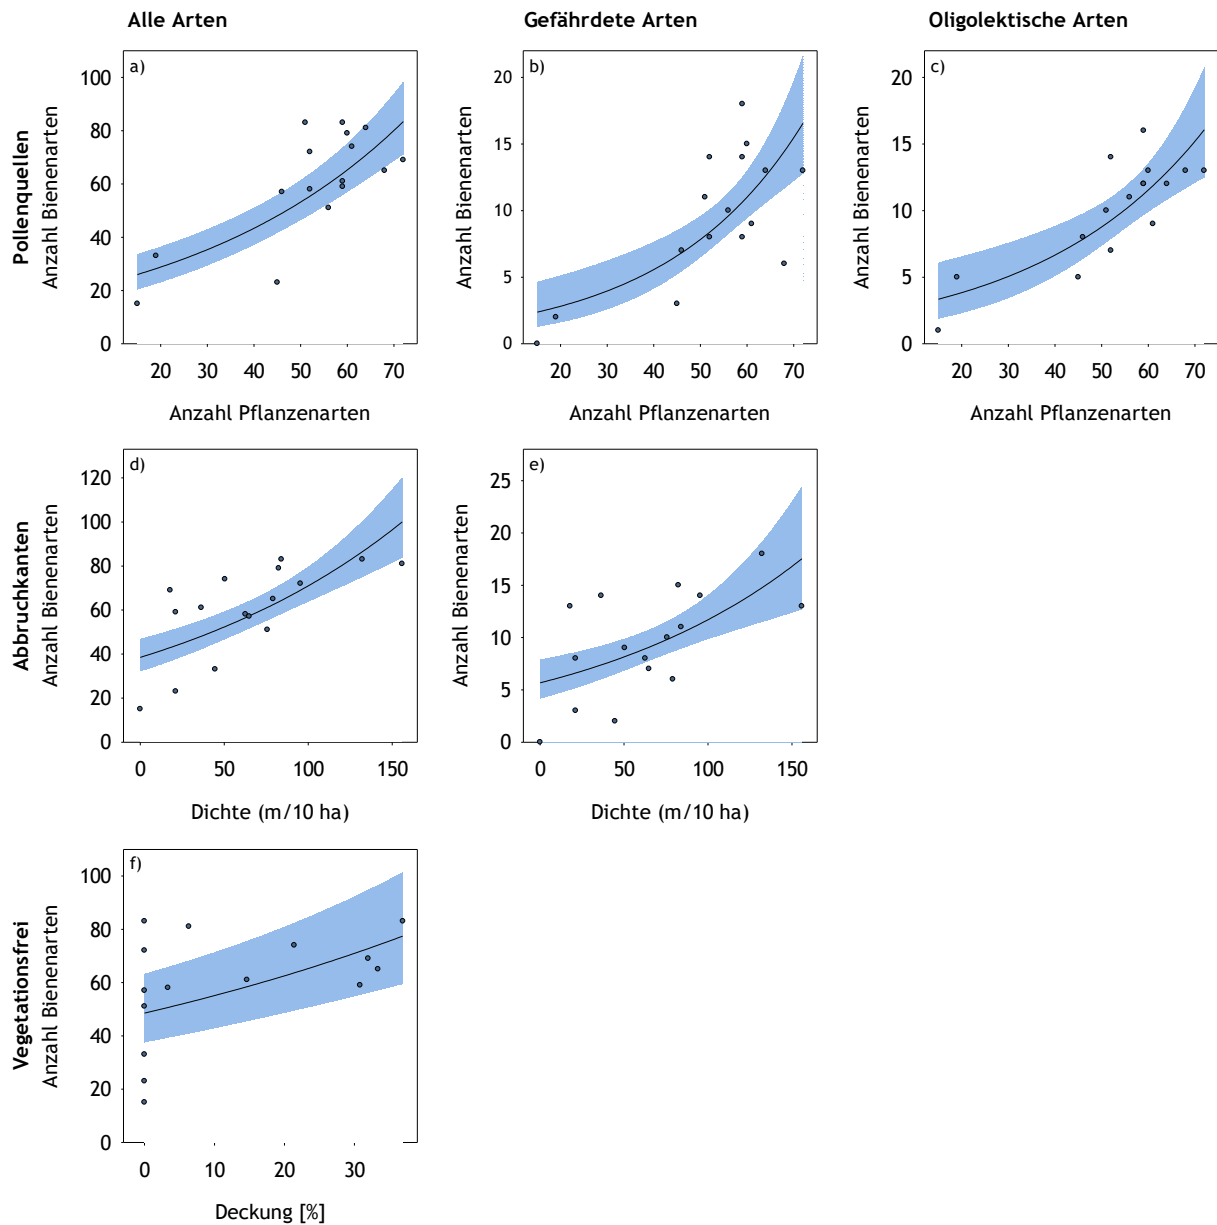 Alle Arten
Gefährdete Arten
Oligolektische Arten
Pollenquellen
Anzahl Bienenarten
a)
100
80
60
40
20
0
20 30 40 50 60 70
Anzahl Pflanzenarten
Anzahl Bienenarten
b)
20
15
10
5
0
20 30 40 50 60 70
Anzahl Pflanzenarten
Anzahl Bienenarten
c)
20
15
10
5
0
20 30 40 50 60 70
Anzahl Pflanzenarten
Abbruchkanten
Anzahl Bienenarten
d)
120
100
80
60
40
20
0
0 50 100 150
Dichte (m/10 ha)
Anzahl Bienenarten
e)
25
20
15
10
5
0
0 50 100 150
Dichte (m/10 ha)
Vegetationsfrei
Anzahl Bienenarten
f)
100
80
60
40
20
0
0 10 20 30
Deckung [%]